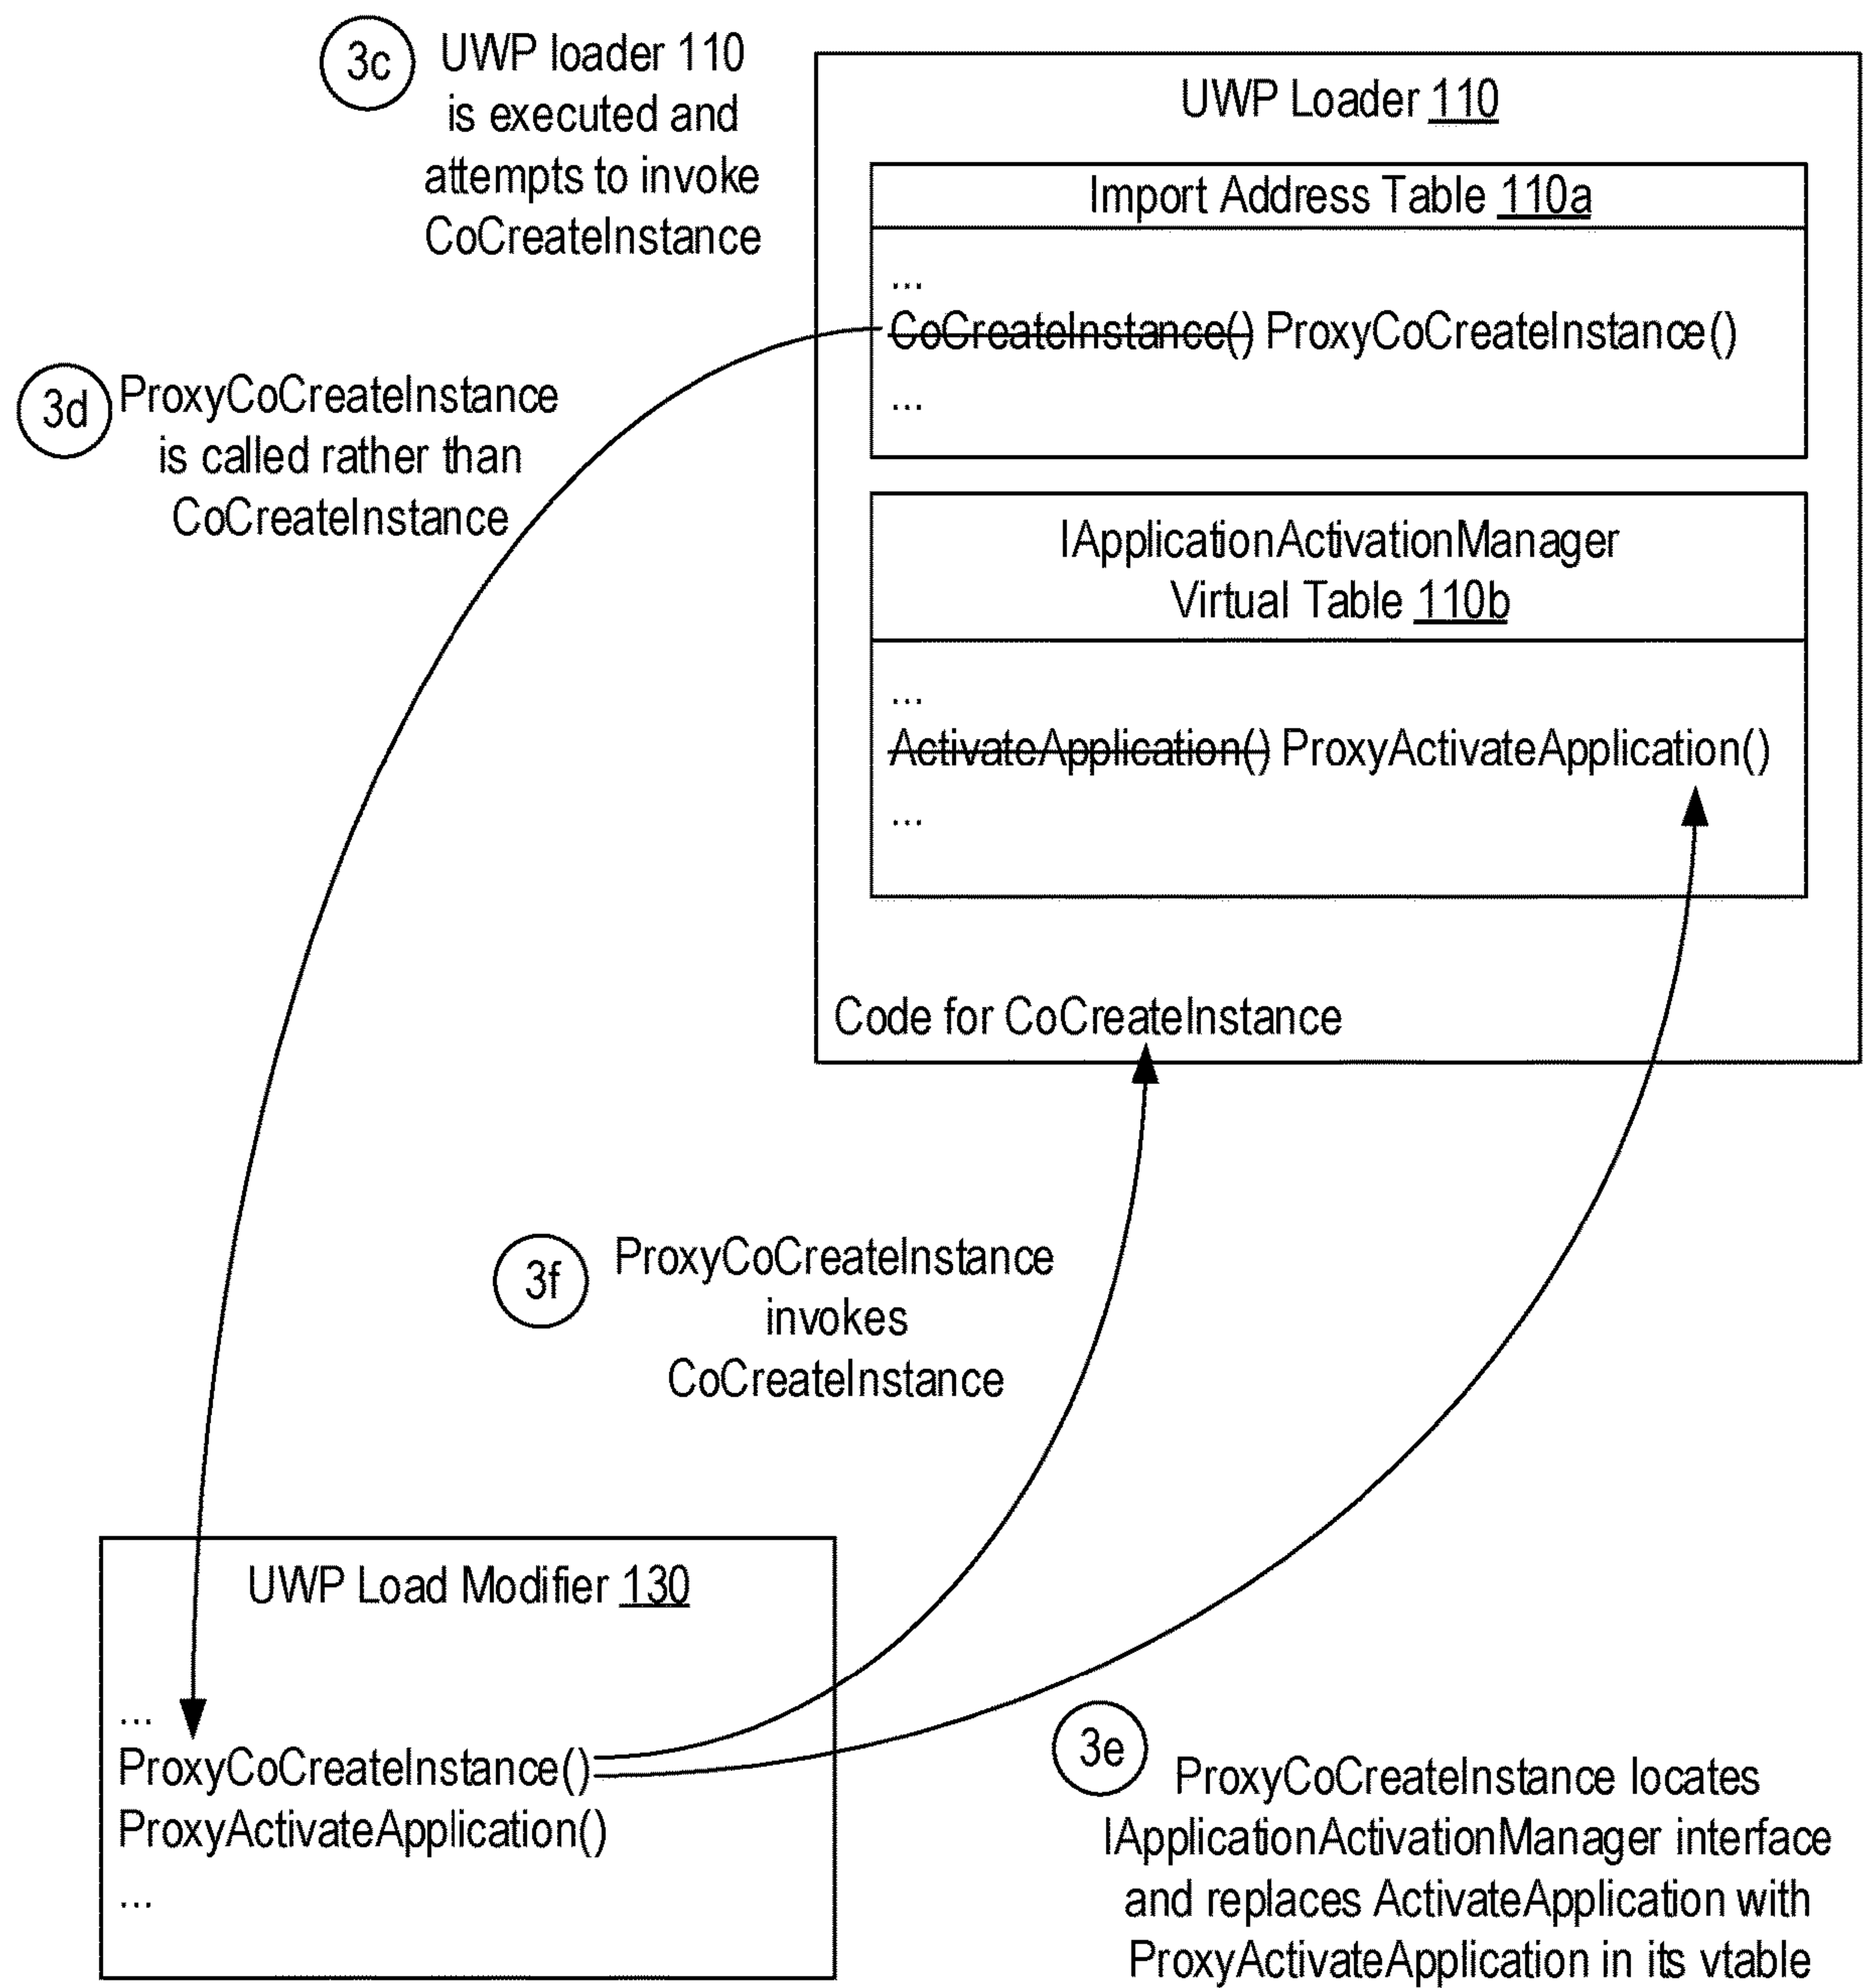 3c
UWP loader 110
is executed and
attempts to invoke
CoCreateInstance
UWP Loader 110
Import Address Table 110a
...
CoCreateInstance() ProxyCoCreateInstance()
...
3d
ProxyCoCreateInstance
is called rather than
CoCreateInstance
IApplicationActivationManager
Virtual Table 110b
...
ActivateApplication() ProxyActivateApplication()
...
Code for CoCreateInstance
3f
ProxyCoCreateInstance
invokes
CoCreateInstance
UWP Load Modifier 130
...
ProxyCoCreateInstance()
ProxyActivateApplication()
...
3e
ProxyCoCreateInstance locates
IApplicationActivationManager interface
and replaces ActivateApplication with
ProxyActivateApplication in its vtable